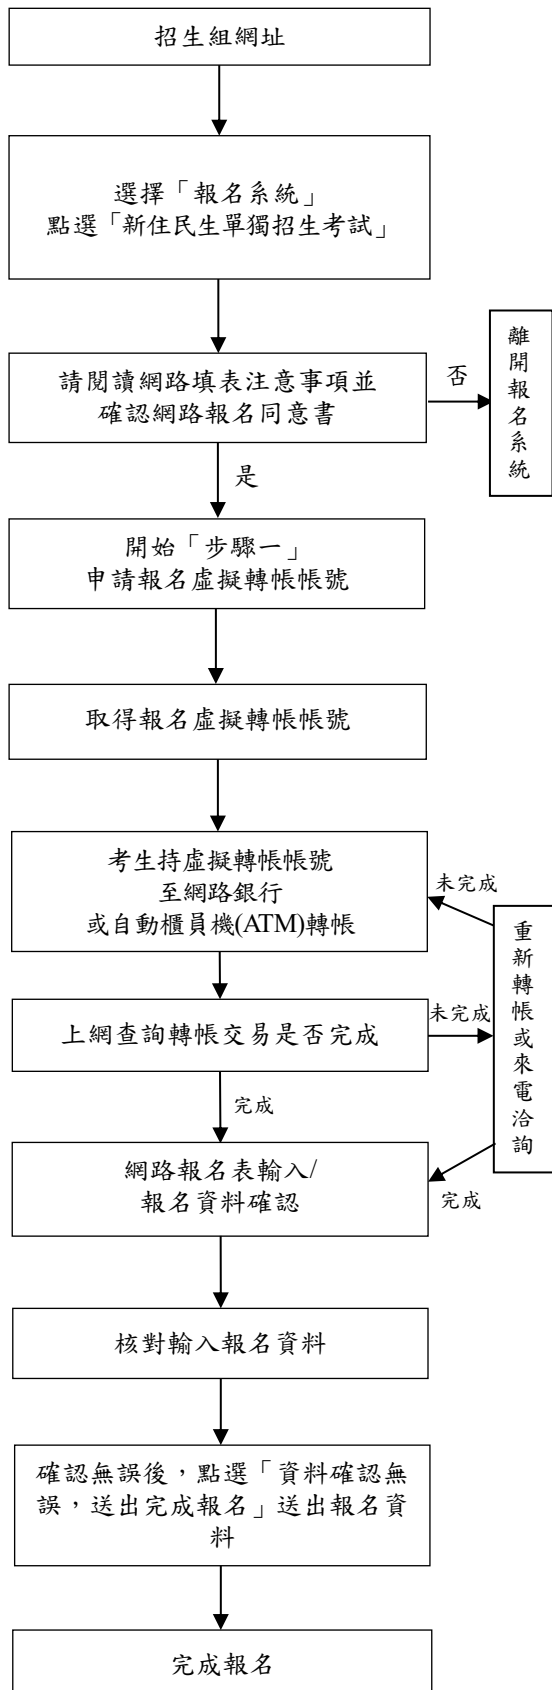 招生組網址
選擇「報名系統」
點選「新住民生單獨招生考試」
請閱讀網路填表注意事項並
確認網路報名同意書
否
離開報名系統
是
開始「步驟一」
申請報名虛擬轉帳帳號
取得報名虛擬轉帳帳號
考生持虛擬轉帳帳號
至網路銀行
或自動櫃員機(ATM)轉帳
未完成
重新轉帳或來電洽詢
上網查詢轉帳交易是否完成
未完成
完成
網路報名表輸入/
報名資料確認
完成
核對輸入報名資料
確認無誤後，點選「資料確認無
誤，送出完成報名」送出報名資
料
完成報名